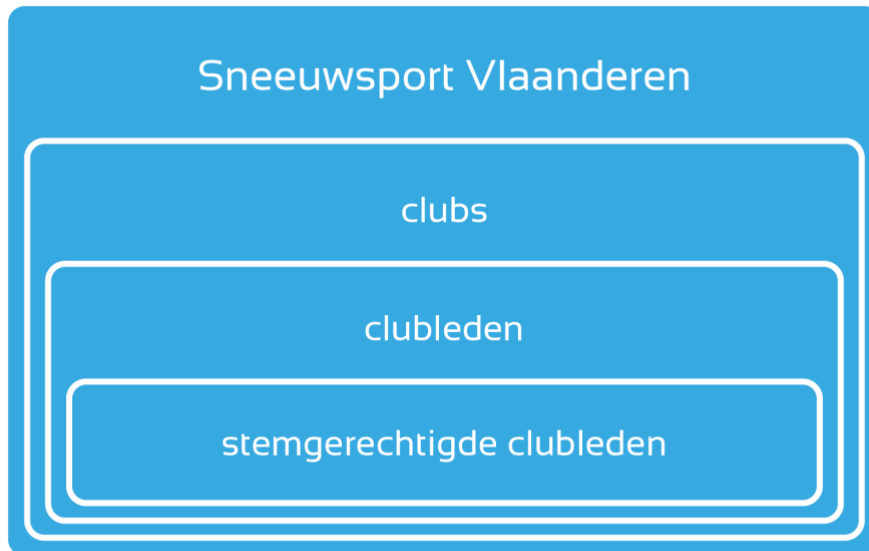 Sneeuwsport Vlaanderen
clubs
clubleden
stemgerechtigde clubleden